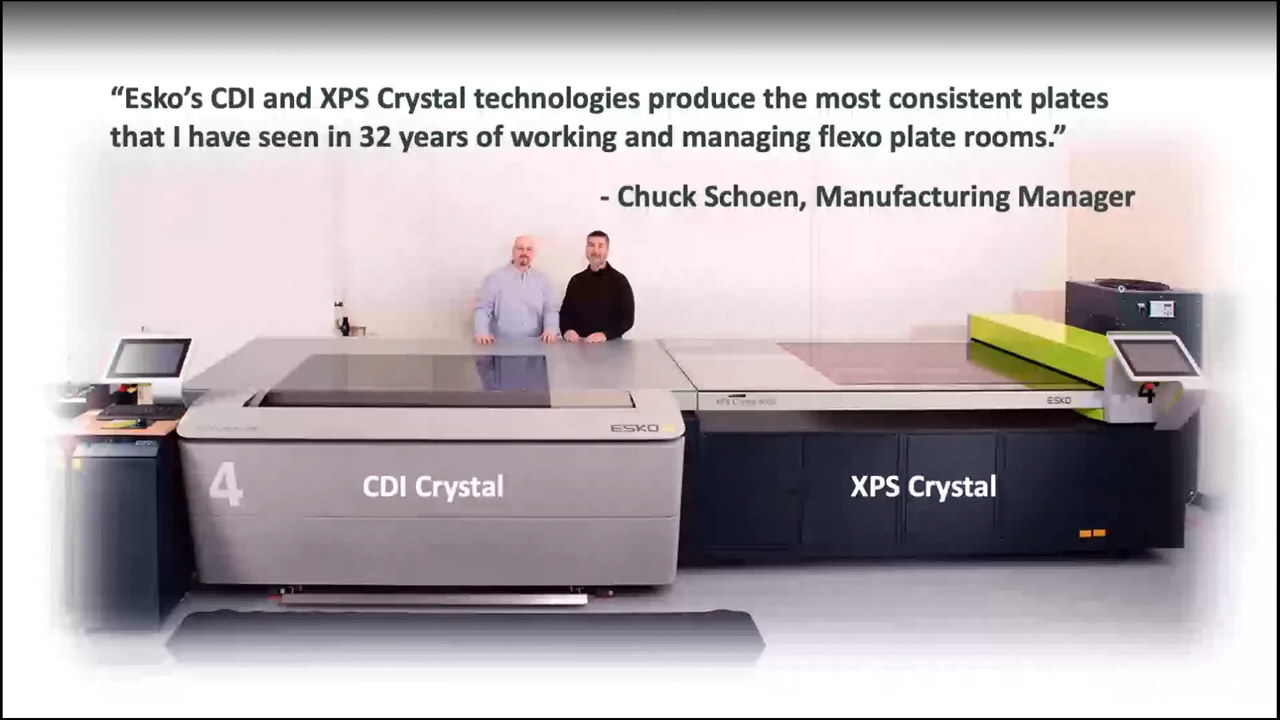 “Esko’s CDI and XPS Crystal technologies produce the most consistent plates
that I have seen in 32 years of working and managing flexo plate rooms.”
- Chuck Schoen, Manufacturing Manager
ESKO
ESKO
4
4
CDI Crystal
XPS Crystal